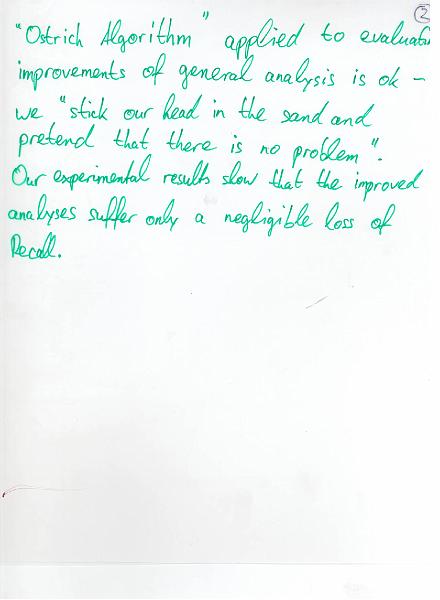 ②
"Ostrich Algorithm" applied to evaluatin
improvements of general analysis is ok -
we "stick our head in the sand and
pretend that there is no problem".
Our experimental results show that the improved
analyses suffer only a negligible loss of
Recall.